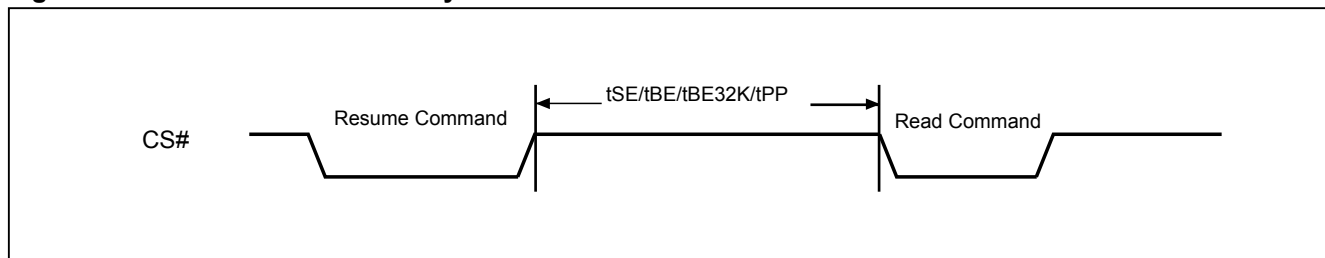 tSE/tBE/tBE32K/tPP
Resume Command
Read Command
CS#